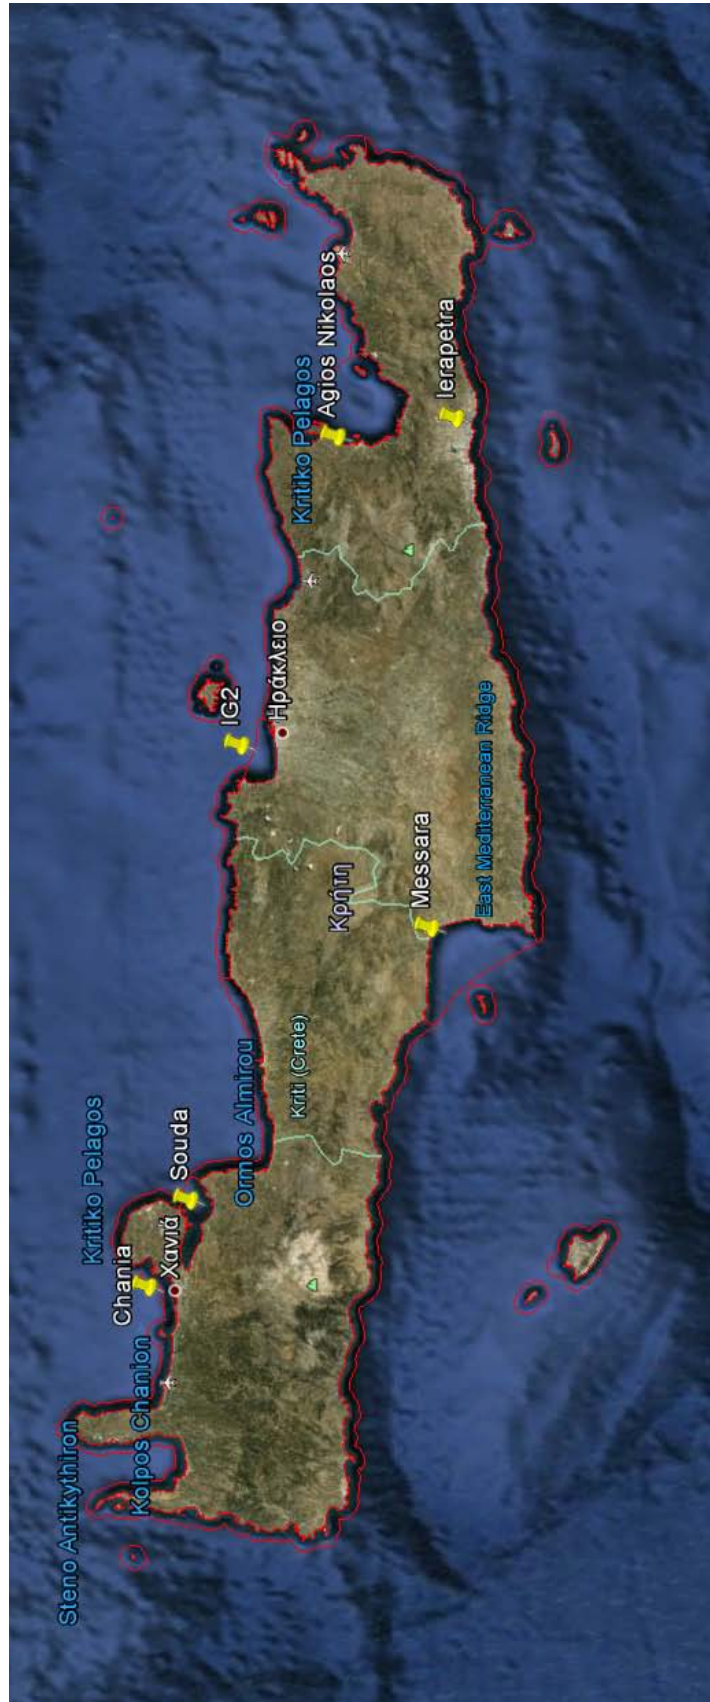 Steno Antikythiron
Kolpos Chanion
Chania
Χανιά
Kritiko Pelagos
Souda
Ormos Almirou
Kriti (Crete)
Κρήτη
Messara
East Mediterranean Ridge
IG2
Ηράκλειο
Kritiko Pelagos
Agios Nikolaos
Ierapetra